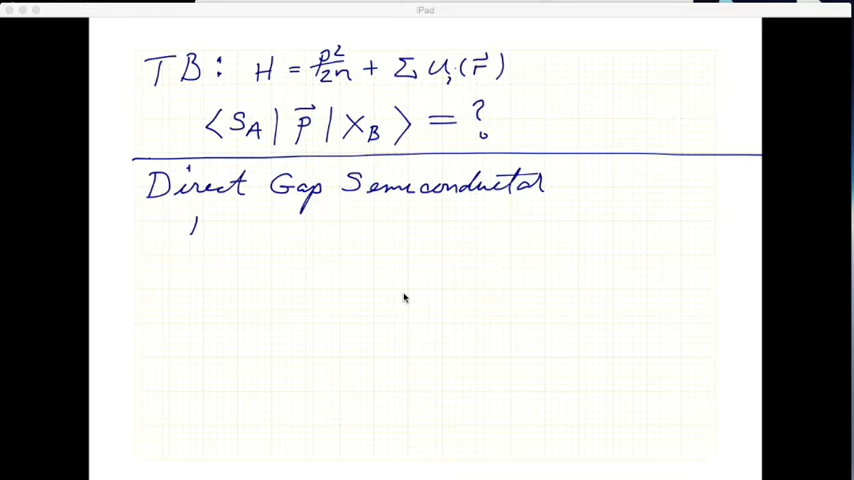 iPad
TB: H = p²/2m + Σ Uᵢ(r⃗)
⟨S_A| p⃗ |X_B⟩ = ?
Direct Gap Semiconductor